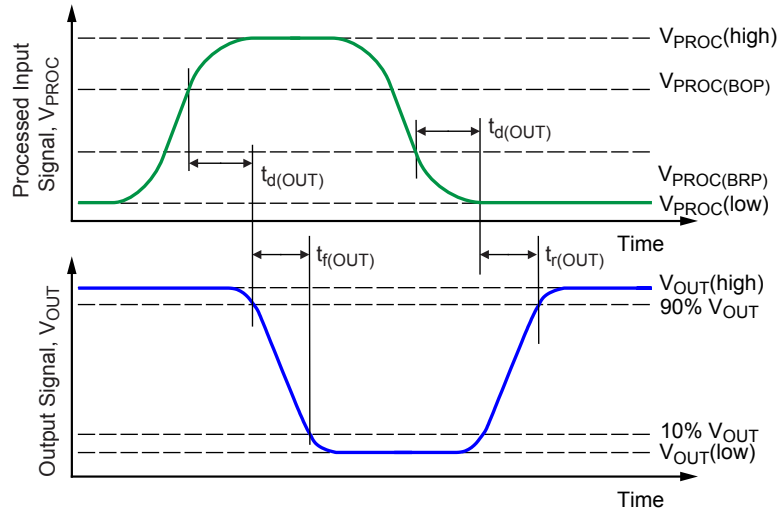 Processed Input
Signal, VPROC
VPROC(high)
VPROC(BOP)
td(OUT)
td(OUT)
VPROC(BRP)
VPROC(low)
Time
tf(OUT)
tr(OUT)
Output Signal, VOUT
VOUT(high)
90% VOUT
10% VOUT
VOUT(low)
Time